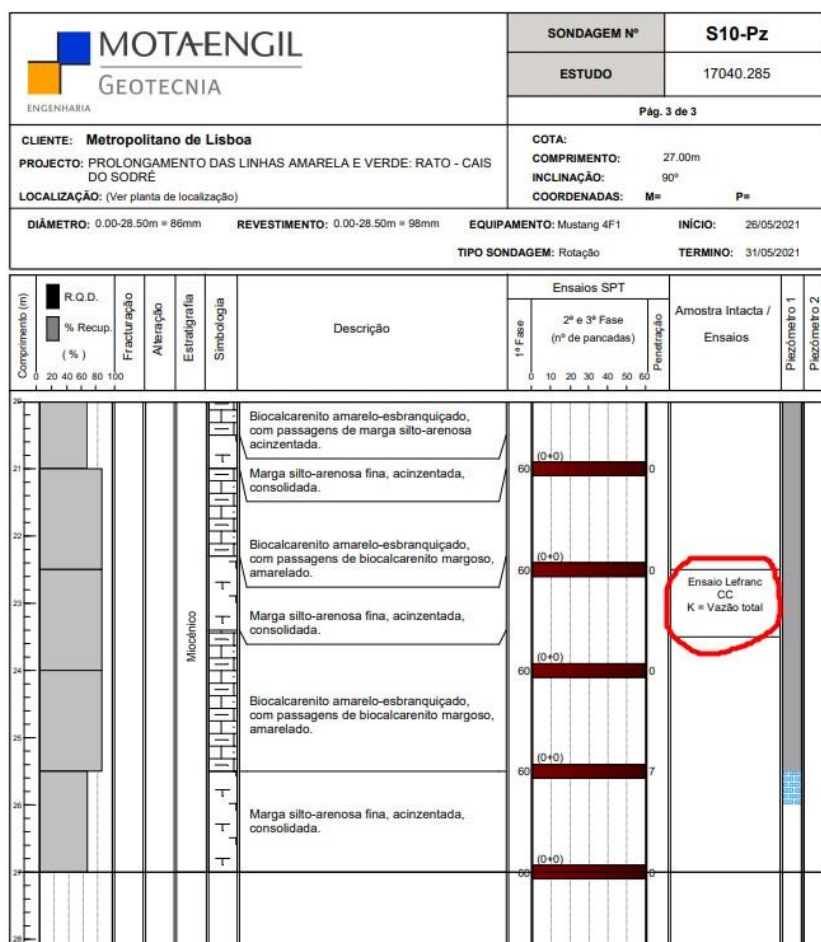 MOTA-ENGIL
GEOTECNIA
ENGENHARIA
SONDAGEM Nº S10-Pz
ESTUDO 17040.285
Pág. 3 de 3
CLIENTE: Metropolitano de Lisboa
PROJECTO: PROLONGAMENTO DAS LINHAS AMARELA E VERDE: RATO - CAIS
DO SODRÉ
LOCALIZAÇÃO: (Ver planta de localização)
COTA:
COMPRIMENTO: 27.00m
INCLINAÇÃO: 90º
COORDENADAS: M= P=
DIÂMETRO: 0.00-28.50m = 86mm REVESTIMENTO: 0.00-28.50m = 98mm EQUIPAMENTO: Mustang 4F1 INÍCIO: 26/05/2021
TIPO SONDAGEM: Rotação TERMINO: 31/05/2021
Comprimento (m)
R.Q.D.
% Recup.
( % )
0 20 40 60 80 100
Fracturação
Alteração
Estratigrafia
Simbologia
Descrição
Ensaios SPT
1ª Fase
2ª e 3ª Fase
(nº de pancadas)
0 10 20 30 40 50 60
Penetração
Amostra Intacta /
Ensaios
Piezómetro 1
Piezómetro 2
20
Biocalcarenito amarelo-esbranquiçado,
com passagens de marga silto-arenosa
acinzentada.
21
Marga silto-arenosa fina, acinzentada,
consolidada.
60 (0+0) 0
22
Biocalcarenito amarelo-esbranquiçado,
com passagens de biocalcarenito margoso,
amarelado.
60 (0+0) 0
Ensaio Lefranc
CC
K = Vazão total
23
Miocénico
Marga silto-arenosa fina, acinzentada,
consolidada.
24
60 (0+0) 0
Biocalcarenito amarelo-esbranquiçado,
com passagens de biocalcarenito margoso,
amarelado.
25
60 (0+0) 7
26
Marga silto-arenosa fina, acinzentada,
consolidada.
27
60 (0+0) 0
28